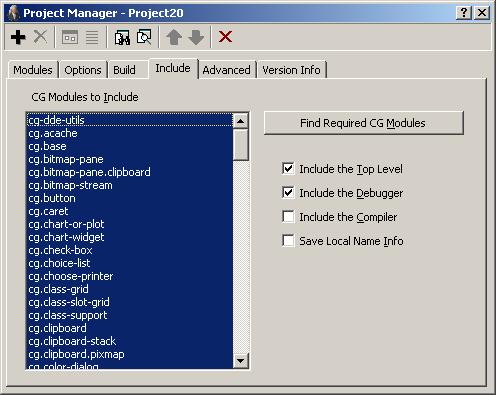 Project Manager - Project20
Modules Options Build Include Advanced Version Info
CG Modules to Include
cg-dde-utils
cg.acache
cg.base
cg.bitmap-pane
cg.bitmap-pane.clipboard
cg.bitmap-stream
cg.button
cg.caret
cg.chart-or-plot
cg.chart-widget
cg.check-box
cg.choice-list
cg.choose-printer
cg.class-grid
cg.class-slot-grid
cg.class-support
cg.clipboard
cg.clipboard-stack
cg.clipboard.pixmap
cg.color-dialog
Find Required CG Modules
Include the Top Level
Include the Debugger
Include the Compiler
Save Local Name Info